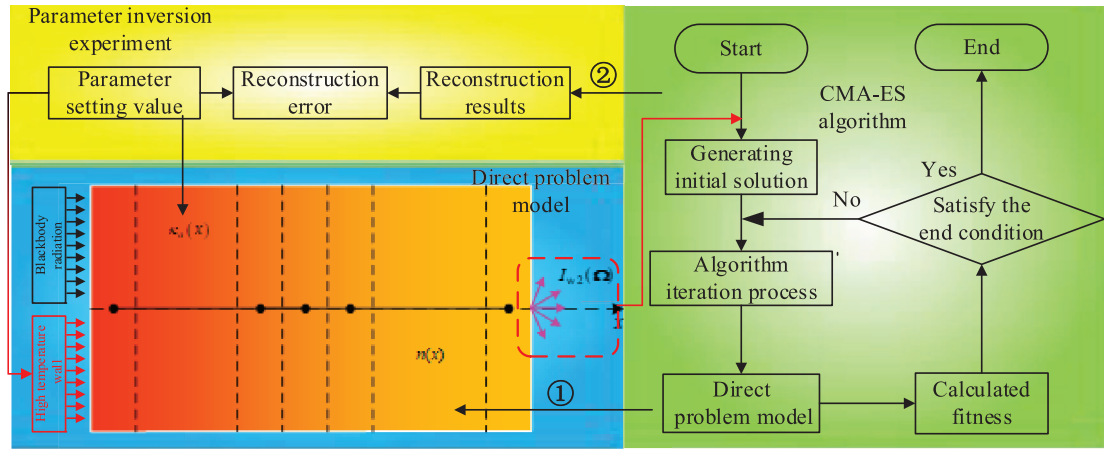 Parameter inversion
experiment
Parameter
setting value
Reconstruction
error
Reconstruction
results
②
Direct problem
model
Blackbody
radiation
κₐ(x)
I_w2(Ω)
x
n(x)
High temperature
wall
①
Start
End
CMA-ES
algorithm
Generating
initial solution
Yes
No
Satisfy the
end condition
Algorithm
iteration process
Direct
problem model
Calculated
fitness